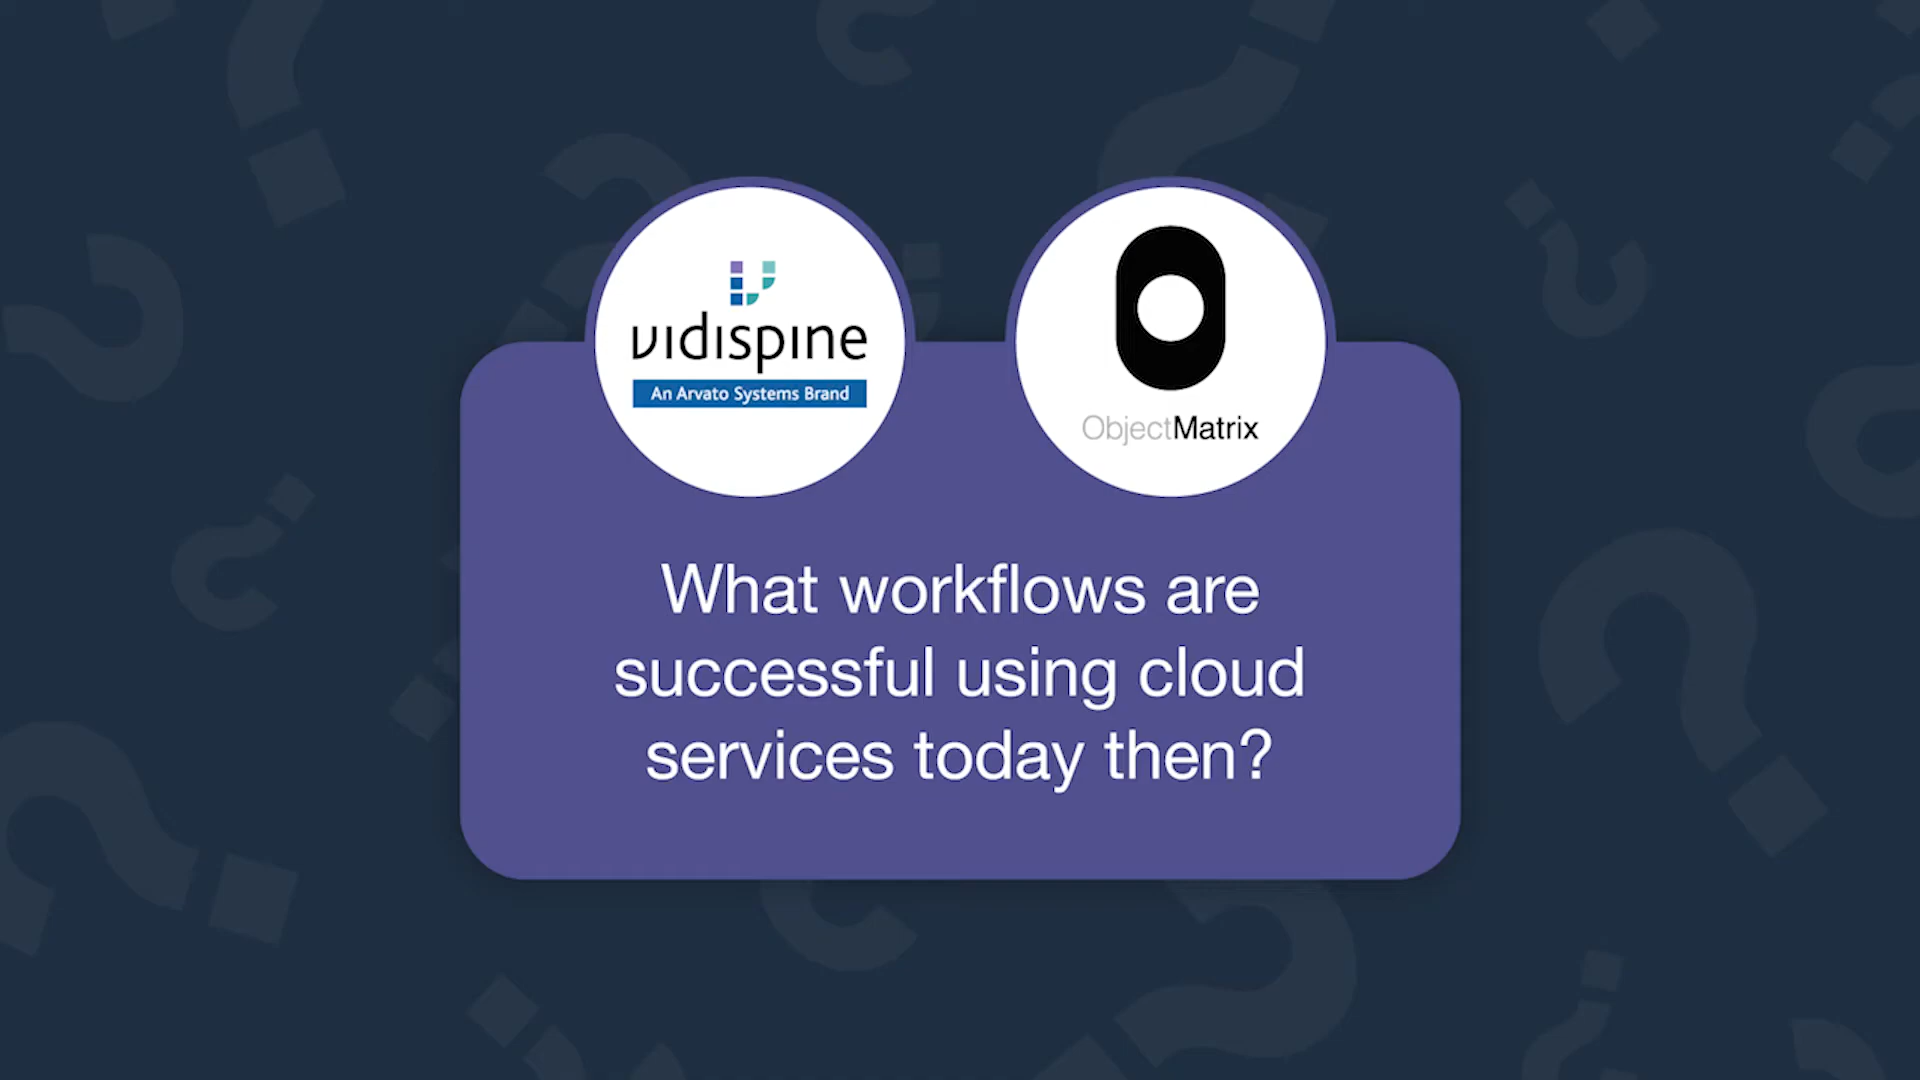 vidispine
An Arvato Systems Brand
ObjectMatrix
What workflows are
successful using cloud
services today then?